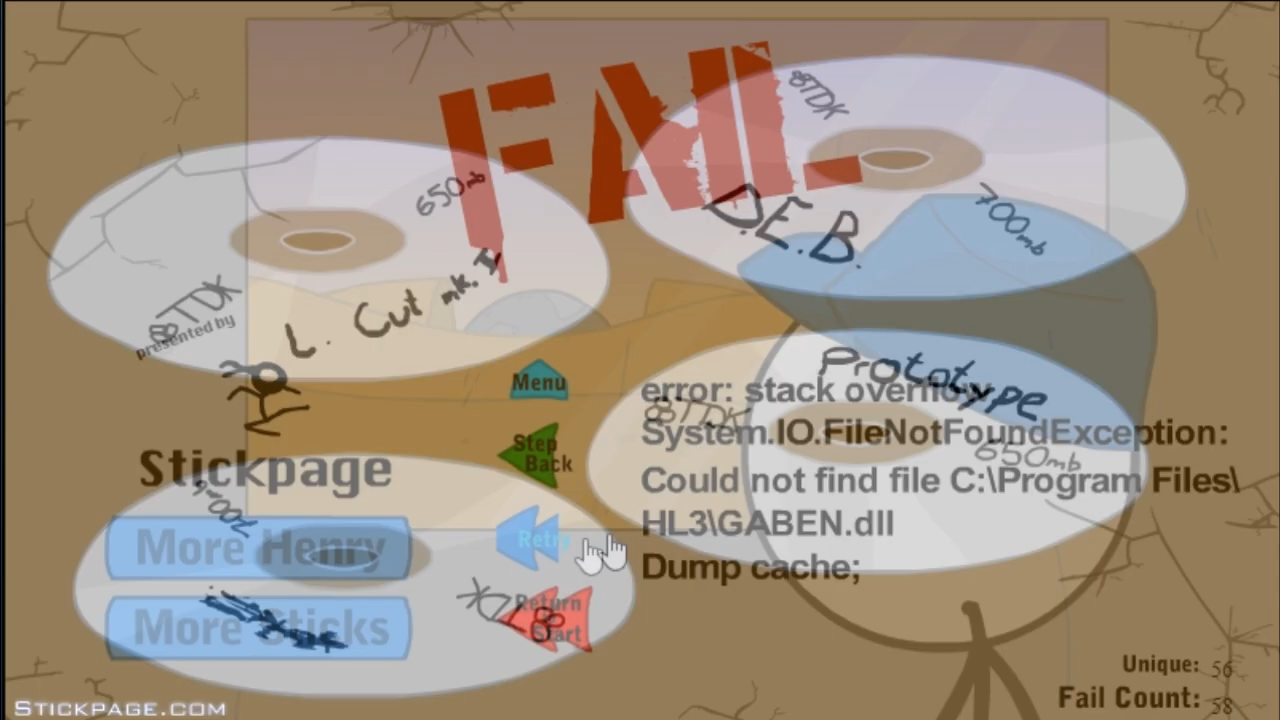 FAIL
8TDK
650mb
D.E.B.
700mb
8TDK
presented by
L. Cut mk. II
Menu
Prototype
error: stack overflow
8TDK
System.IO.FileNotFoundException:
Step
Back
650mb
Stickpage
Could not find file C:\Program Files\
700mb
HL3\GABEN.dll
More Henry
Retry
Dump cache;
Return
Start
8TDK
More Sticks
Unique: 56
Fail Count: 58
STICKPAGE.COM